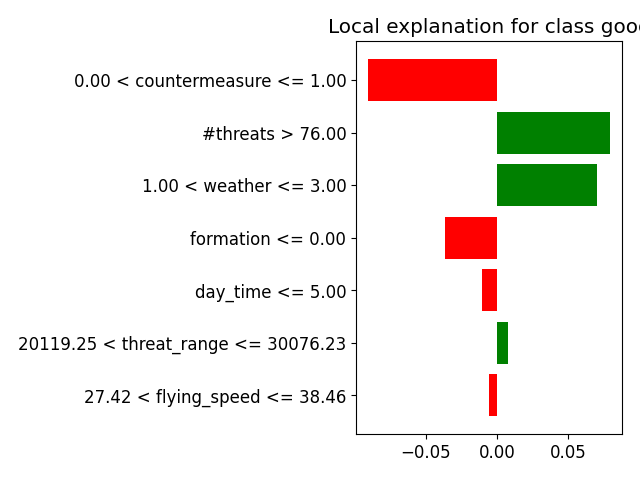 Local explanation for class good
0.00 < countermeasure <= 1.00
#threats > 76.00
1.00 < weather <= 3.00
formation <= 0.00
day_time <= 5.00
20119.25 < threat_range <= 30076.23
27.42 < flying_speed <= 38.46
−0.05 0.00 0.05